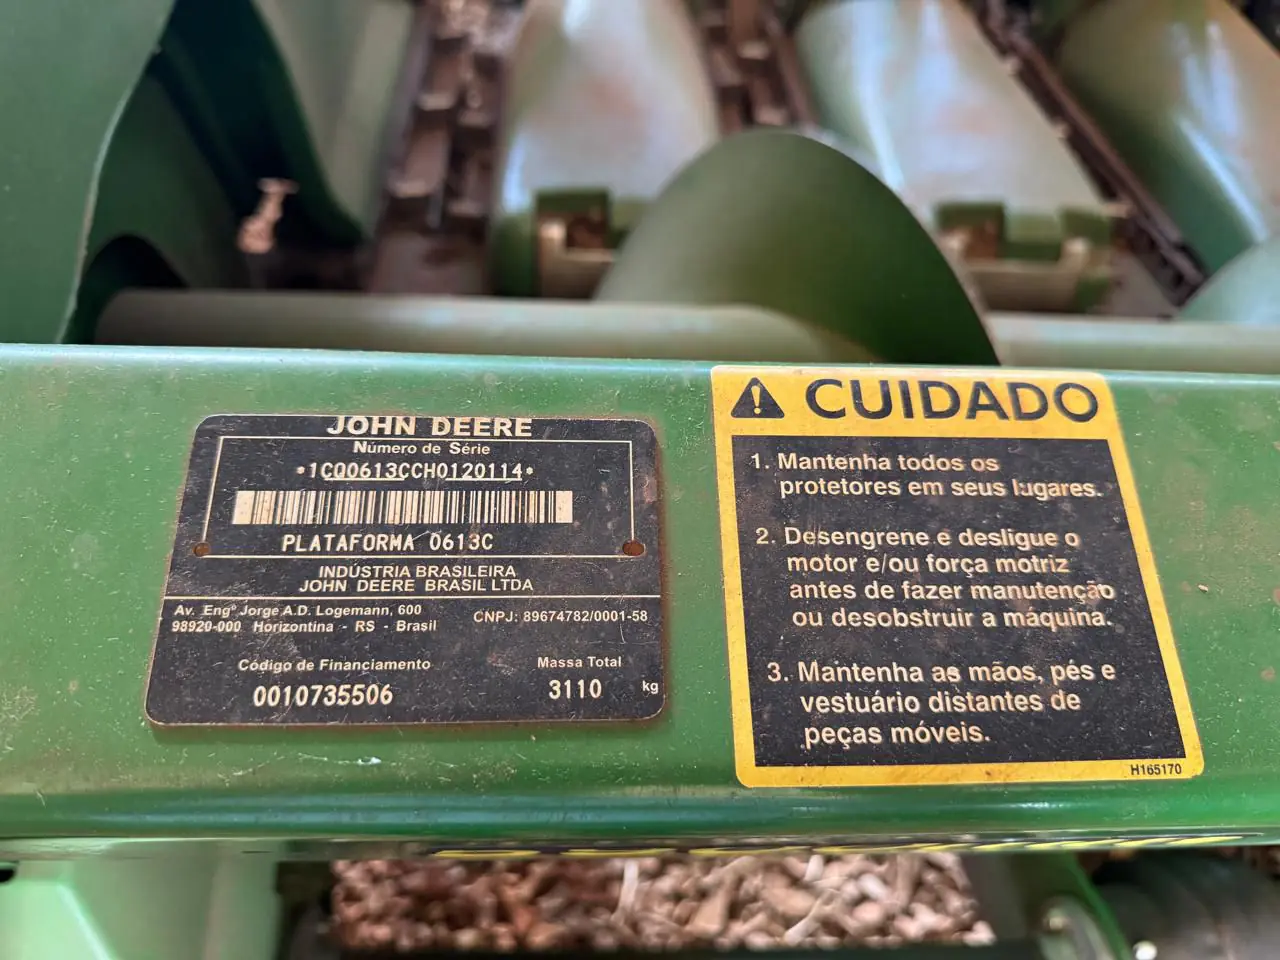 JOHN DEERE
Número de Série
*1CQ0613CCH0120114*
PLATAFORMA 0613C
INDÚSTRIA BRASILEIRA
JOHN DEERE BRASIL LTDA
Av. Engº Jorge A.D. Logemann, 600
98920-000 Horizontina - RS - Brasil
CNPJ: 89674782/0001-58
Código de Financiamento
0010735506
Massa Total
3110 kg
CUIDADO
1. Mantenha todos os
protetores em seus lugares.
2. Desengrene e desligue o
motor e/ou força motriz
antes de fazer manutenção
ou desobstruir a máquina.
3. Mantenha as mãos, pés e
vestuário distantes de
peças móveis.
H165170